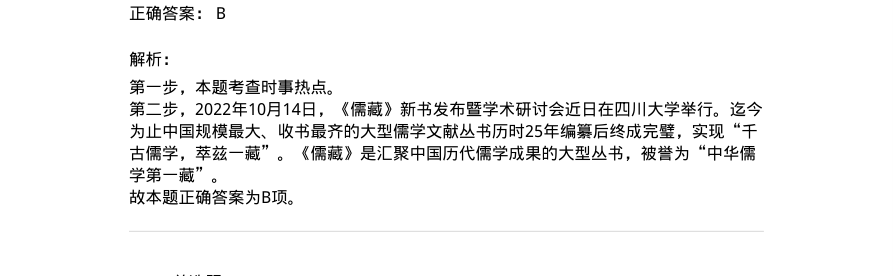 正确答案： B
解析：
第一步，本题考查时事热点。
第二步，2022年10月14日，《儒藏》新书发布暨学术研讨会近日在四川大学举行。迄今
为止中国规模最大、收书最齐的大型儒学文献丛书历时25年编纂后终成完璧，实现“千
古儒学，萃兹一藏”。《儒藏》是汇聚中国历代儒学成果的大型丛书，被誉为“中华儒
学第一藏”。
故本题正确答案为B项。